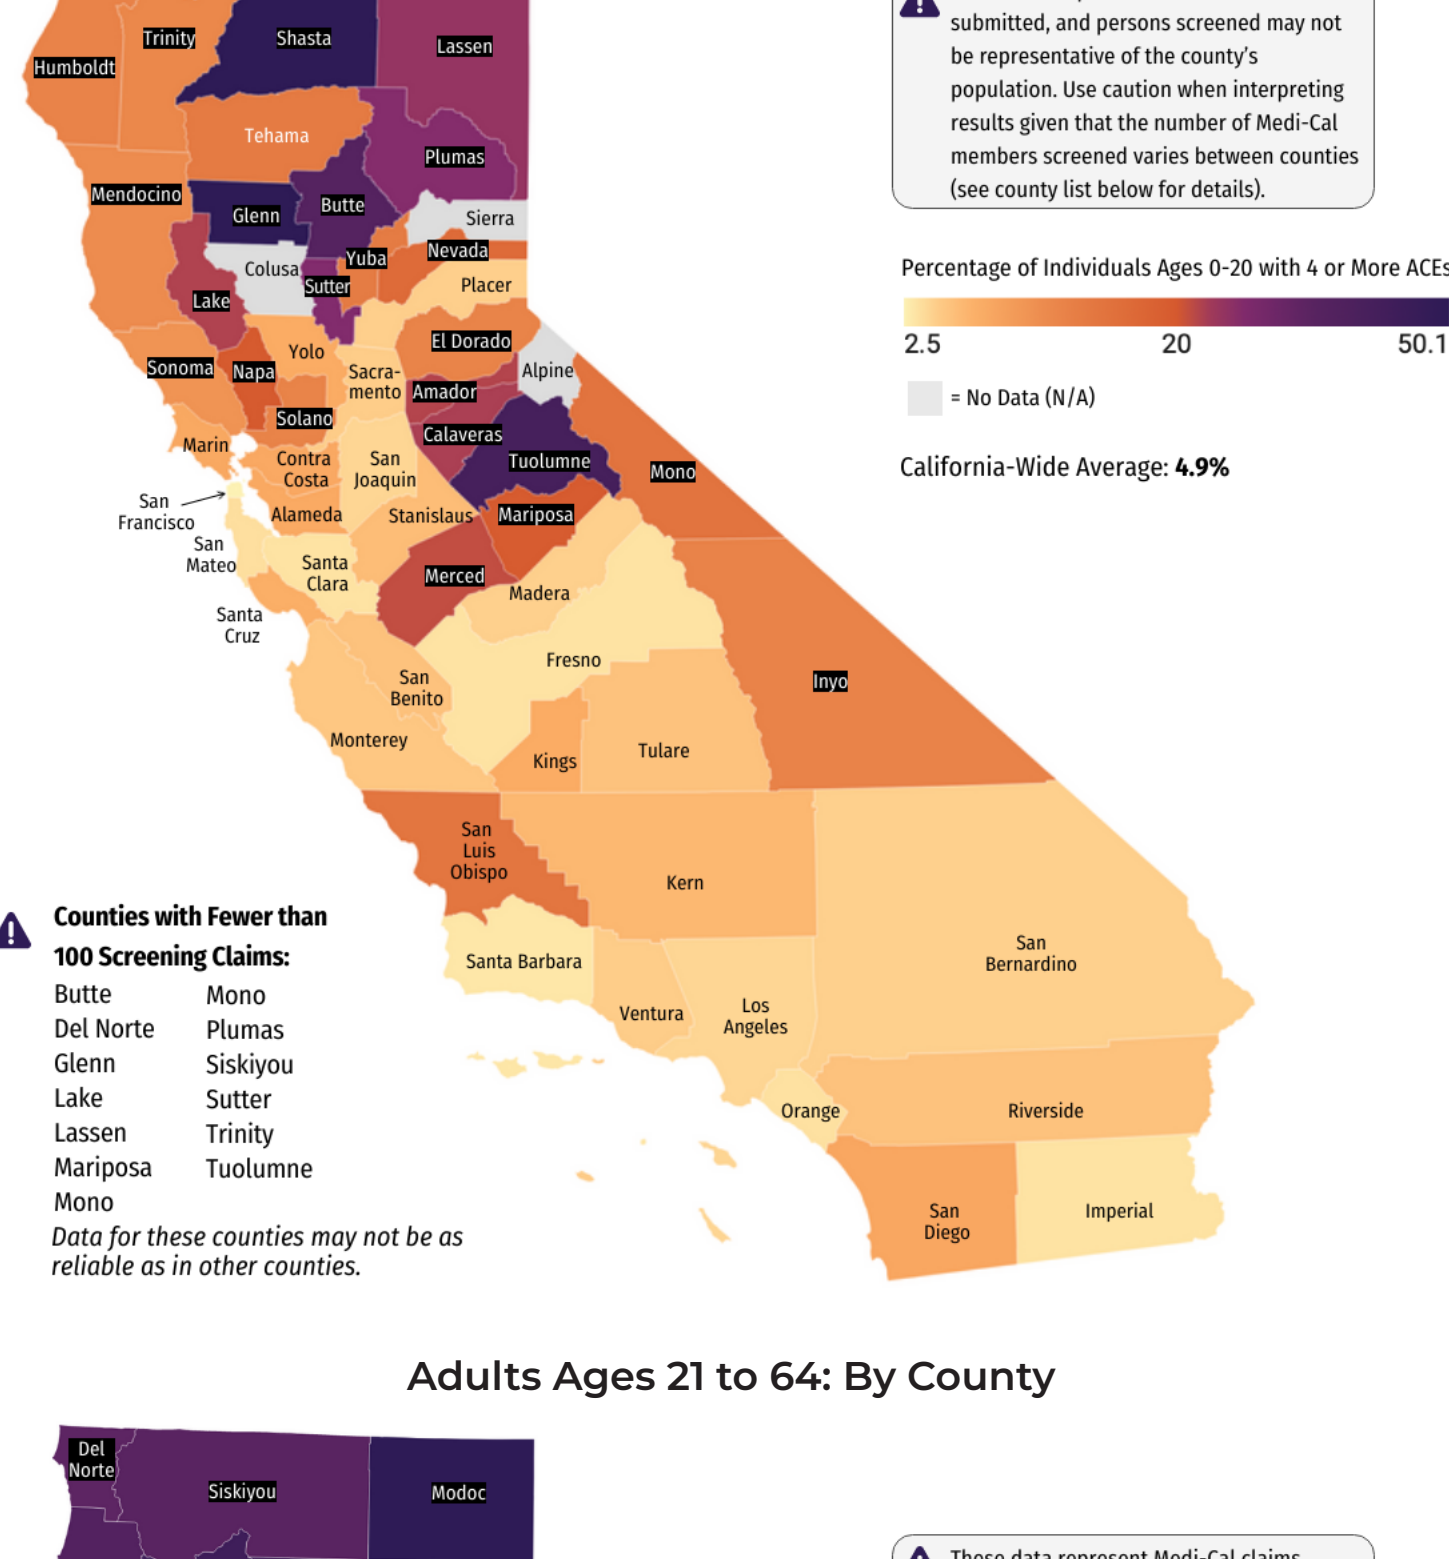 submitted, and persons screened may not
be representative of the county's
population. Use caution when interpreting
results given that the number of Medi-Cal
members screened varies between counties
(see county list below for details).
Trinity
Shasta
Lassen
Humboldt
Tehama
Plumas
Mendocino
Glenn
Butte
Sierra
Nevada
Yuba
Colusa
Sutter
Placer
Lake
El Dorado
Yolo
Sonoma
Napa
Sacra-
mento
Alpine
Amador
Solano
Calaveras
Marin
Contra
Costa
San
Joaquin
Tuolumne
Mono
San
Francisco
Alameda
Stanislaus
Mariposa
San
Mateo
Santa
Clara
Merced
Madera
Santa
Cruz
Fresno
San
Benito
Inyo
Monterey
Kings
Tulare
San
Luis
Obispo
Kern
Santa Barbara
San
Bernardino
Ventura
Los
Angeles
Orange
Riverside
San
Diego
Imperial
Percentage of Individuals Ages 0-20 with 4 or More ACEs
2.5 20 50.1
= No Data (N/A)
California-Wide Average: 4.9%
Counties with Fewer than
100 Screening Claims:
Butte Mono
Del Norte Plumas
Glenn Siskiyou
Lake Sutter
Lassen Trinity
Mariposa Tuolumne
Mono
Data for these counties may not be as
reliable as in other counties.
Adults Ages 21 to 64: By County
Del
Norte
Siskiyou
Modoc
These data represent Medi-Cal claims